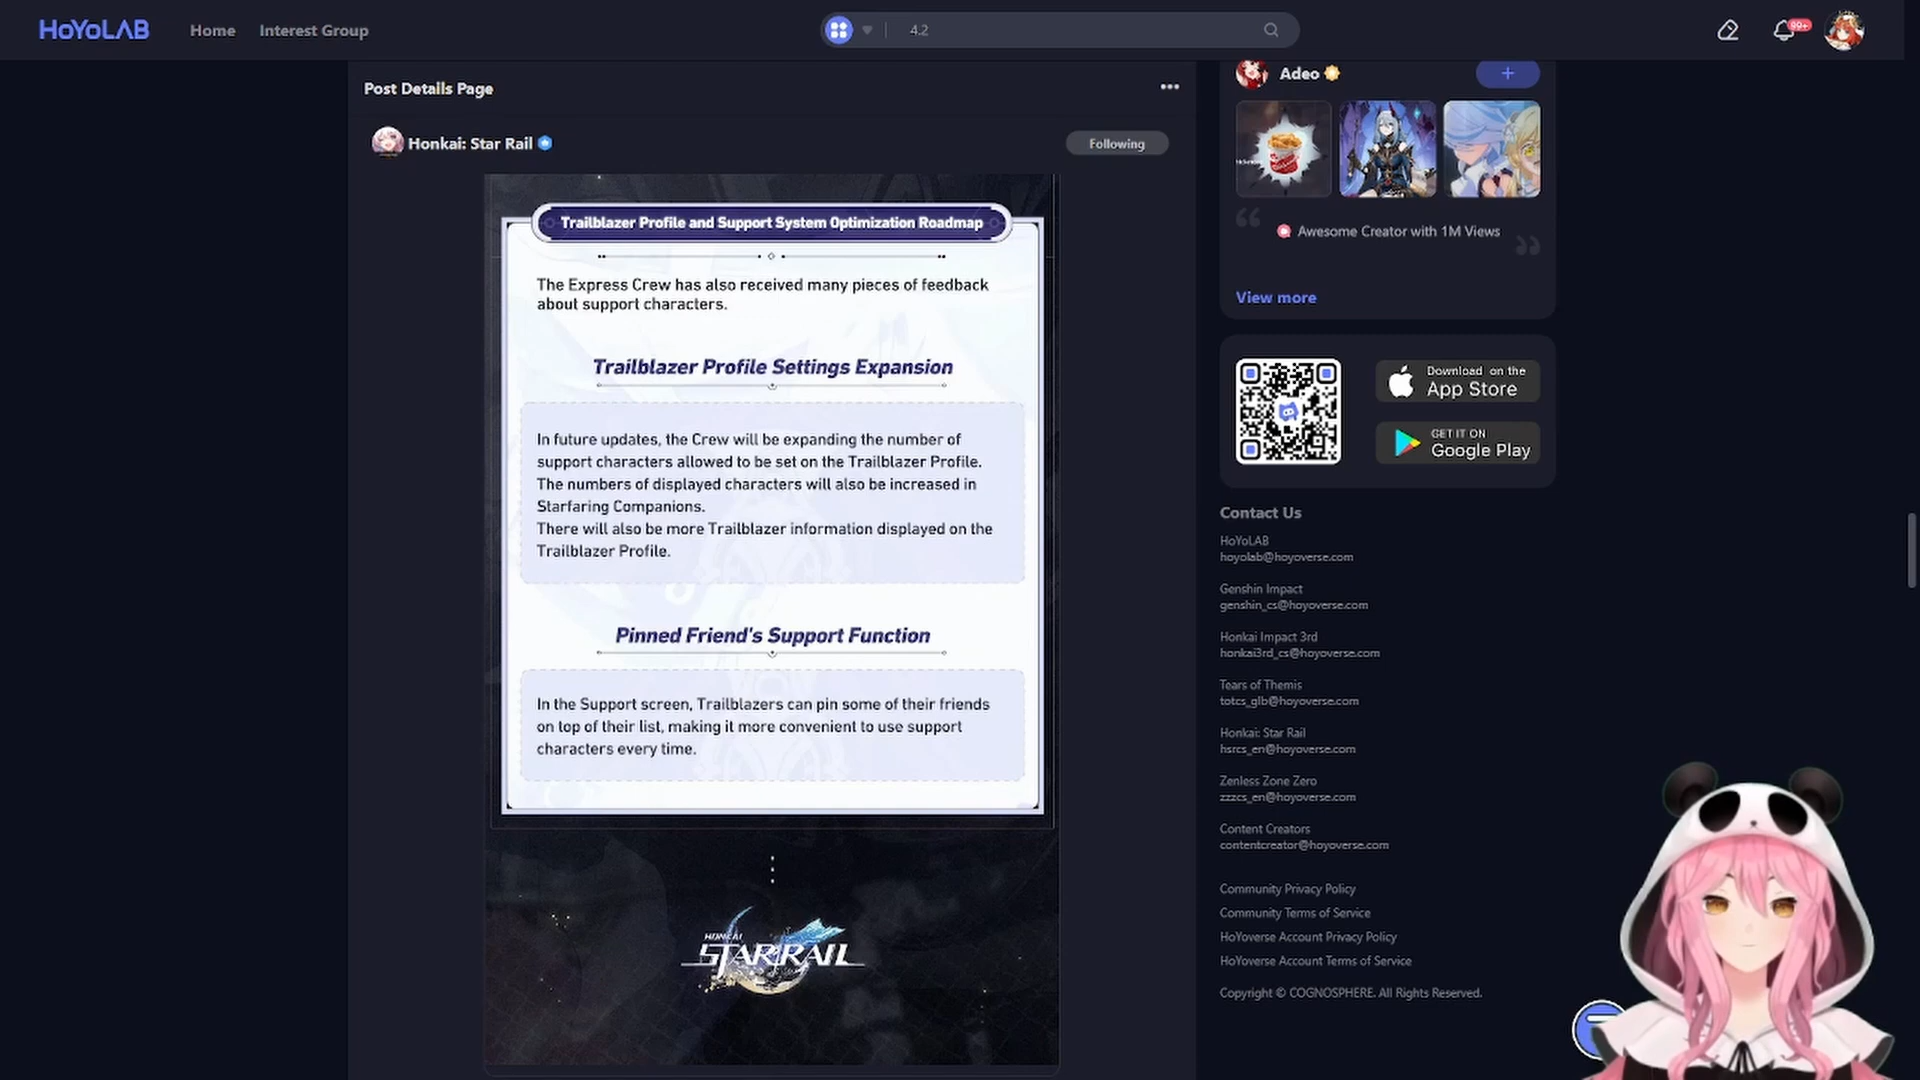 HoYoLAB
Home
Interest Group
4.2
99+
Post Details Page
Honkai: Star Rail
Following
Trailblazer Profile and Support System Optimization Roadmap
The Express Crew has also received many pieces of feedback
about support characters.
Trailblazer Profile Settings Expansion
In future updates, the Crew will be expanding the number of
support characters allowed to be set on the Trailblazer Profile.
The numbers of displayed characters will also be increased in
Starfaring Companions.
There will also be more Trailblazer information displayed on the
Trailblazer Profile.
Pinned Friend's Support Function
In the Support screen, Trailblazers can pin some of their friends
on top of their list, making it more convenient to use support
characters every time.
HONKAI
STAR RAIL
Adeo
Awesome Creator with 1M Views
View more
Download on the
App Store
GET IT ON
Google Play
Contact Us
HoYoLAB
hoyolab@hoyoverse.com
Genshin Impact
genshin_cs@hoyoverse.com
Honkai Impact 3rd
honkai3rd_cs@hoyoverse.com
Tears of Themis
totcs_glb@hoyoverse.com
Honkai: Star Rail
hsrcs_en@hoyoverse.com
Zenless Zone Zero
zzzcs_en@hoyoverse.com
Content Creators
contentcreator@hoyoverse.com
Community Privacy Policy
Community Terms of Service
HoYoverse Account Privacy Policy
HoYoverse Account Terms of Service
Copyright © COGNOSPHERE. All Rights Reserved.